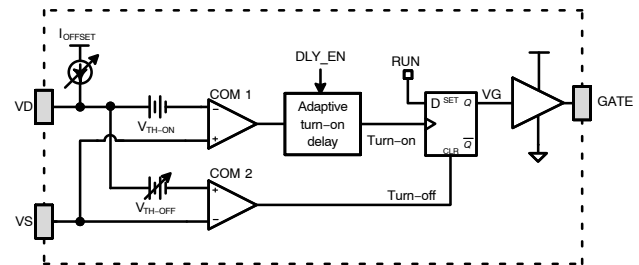 IOFFSET
DLY_EN
RUN
VD
COM 1
D SET Q
VG
GATE
−
+
Adaptive
turn−on
delay
VTH−ON
Turn−on
Q
CLR
COM 2
+
−
VTH−OFF
Turn−off
VS